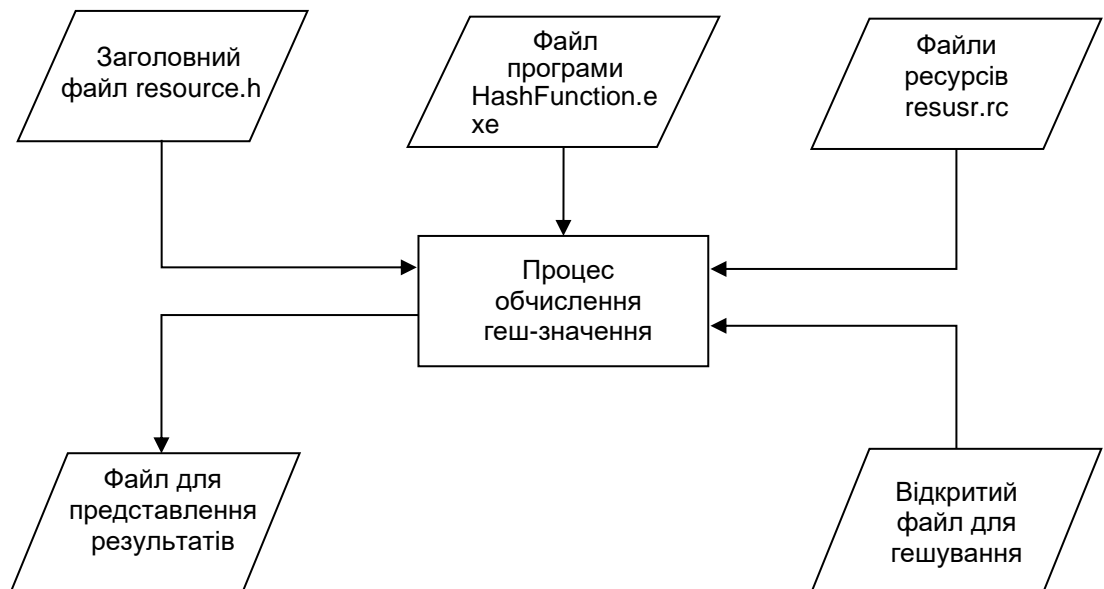 Заголовний
файл resource.h
Файл
програми
HashFunction.e
xe
Файли
ресурсів
resusr.rc
Процес
обчислення
геш-значення
Файл для
представлення
результатів
Відкритий
файл для
гешування